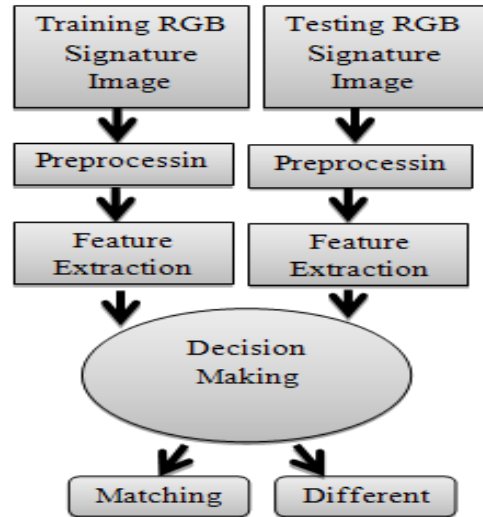 Training RGB
Signature
Image
Testing RGB
Signature
Image
Preprocessin
Preprocessin
Feature
Extraction
Feature
Extraction
Decision
Making
Matching
Different